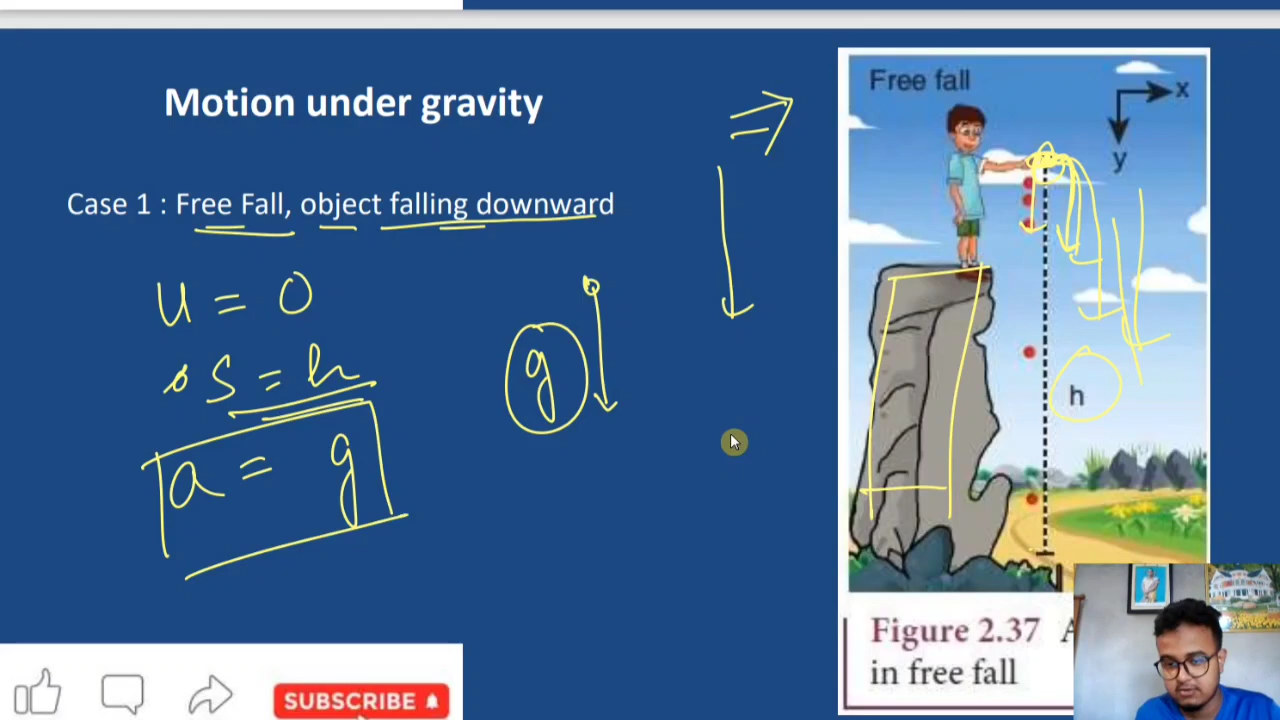 Motion under gravity
Case 1 : Free Fall, object falling downward
u = 0
S = h
a = g
g
Free fall
x
y
h
Figure 2.37 A
in free fall
SUBSCRIBE